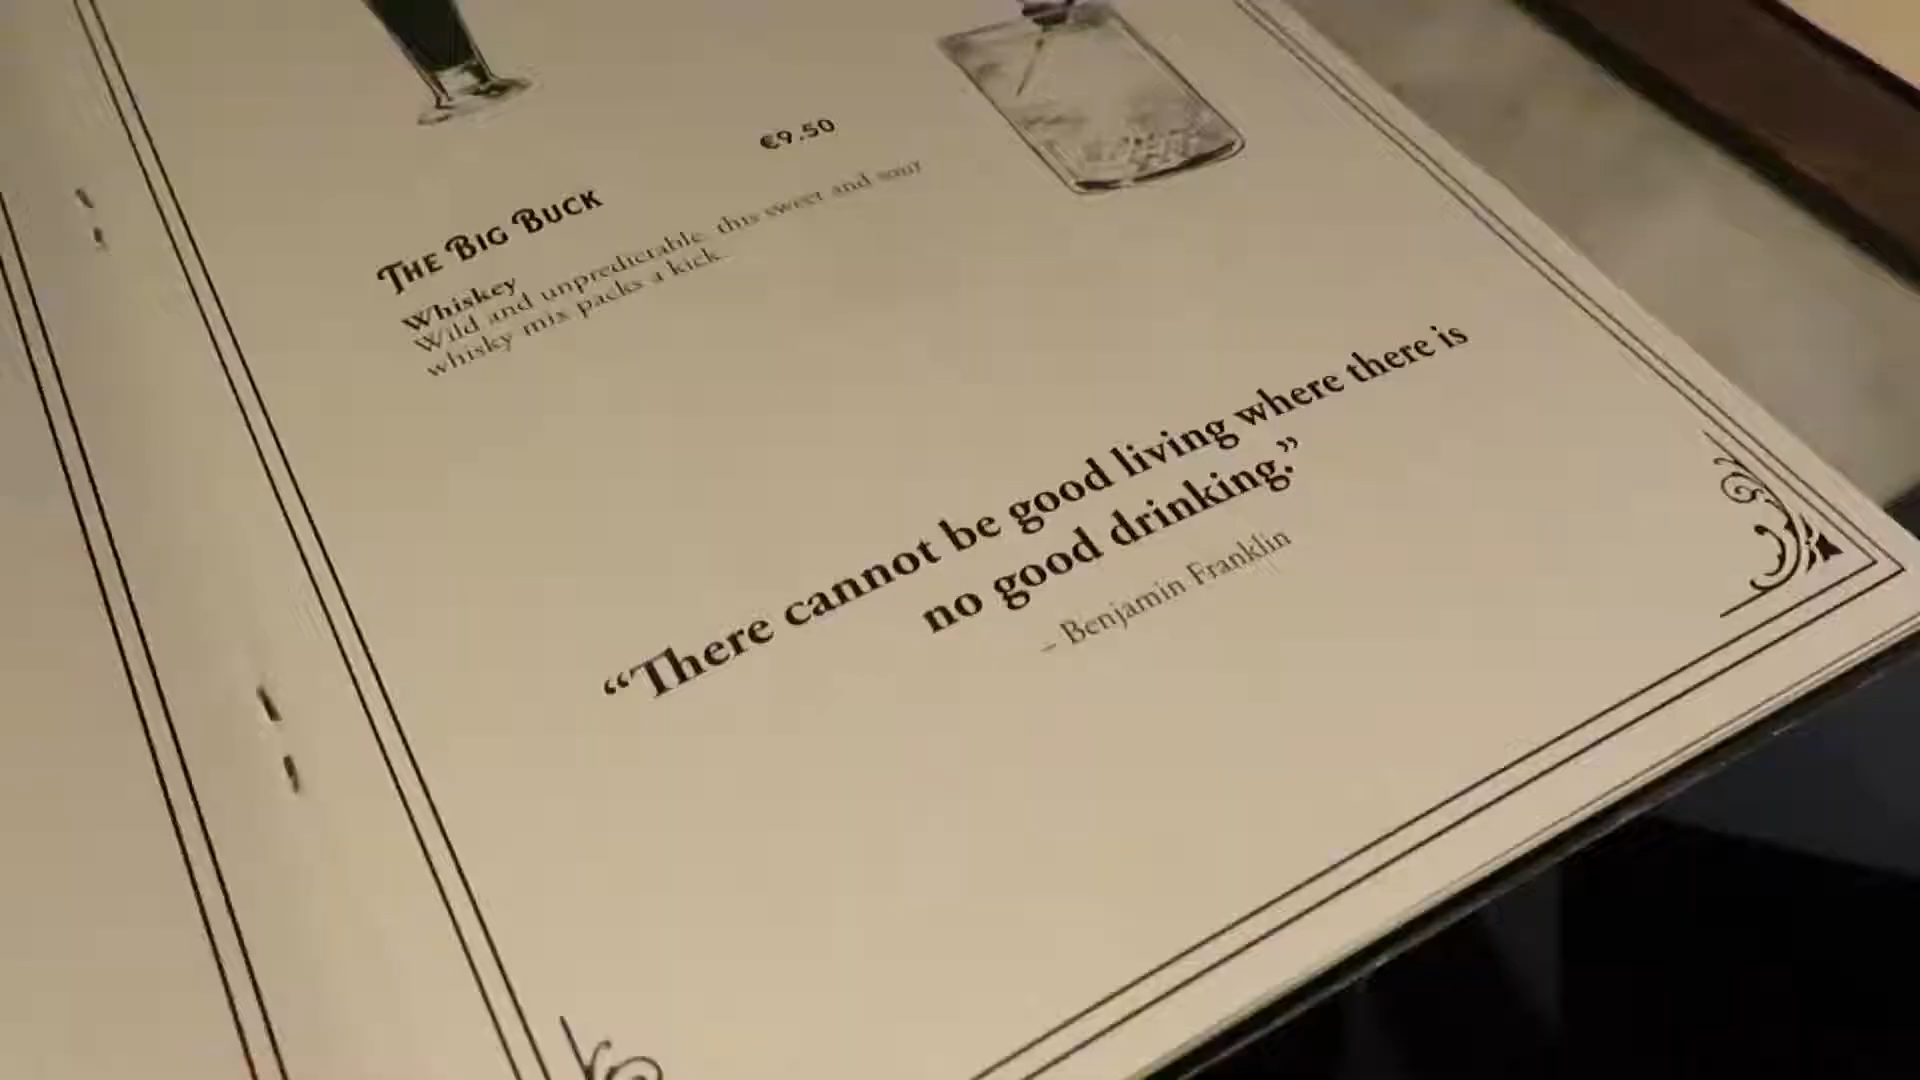 €9.50
THE BIG BUCK
Whiskey
Wild and unpredictable, this sweet and sour
whisky mix packs a kick.
“There cannot be good living where there is
no good drinking.”
– Benjamin Franklin